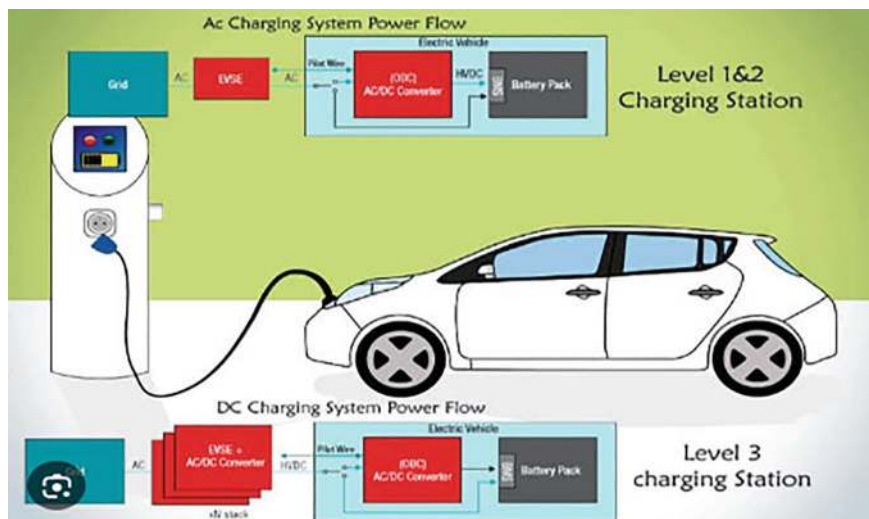 Ac Charging System Power Flow
Electric Vehicle
Pilot Wire
Grid
AC
EVSE
AC
(OBC)
AC/DC Converter
HVDC
Battery Pack
Level 1&2
Charging Station
DC Charging System Power Flow
Electric Vehicle
Pilot Wire
AC
EVSE +
AC/DC Converter
HVDC
(OBC)
AC/DC Converter
Battery Pack
Level 3
charging Station
xN stack